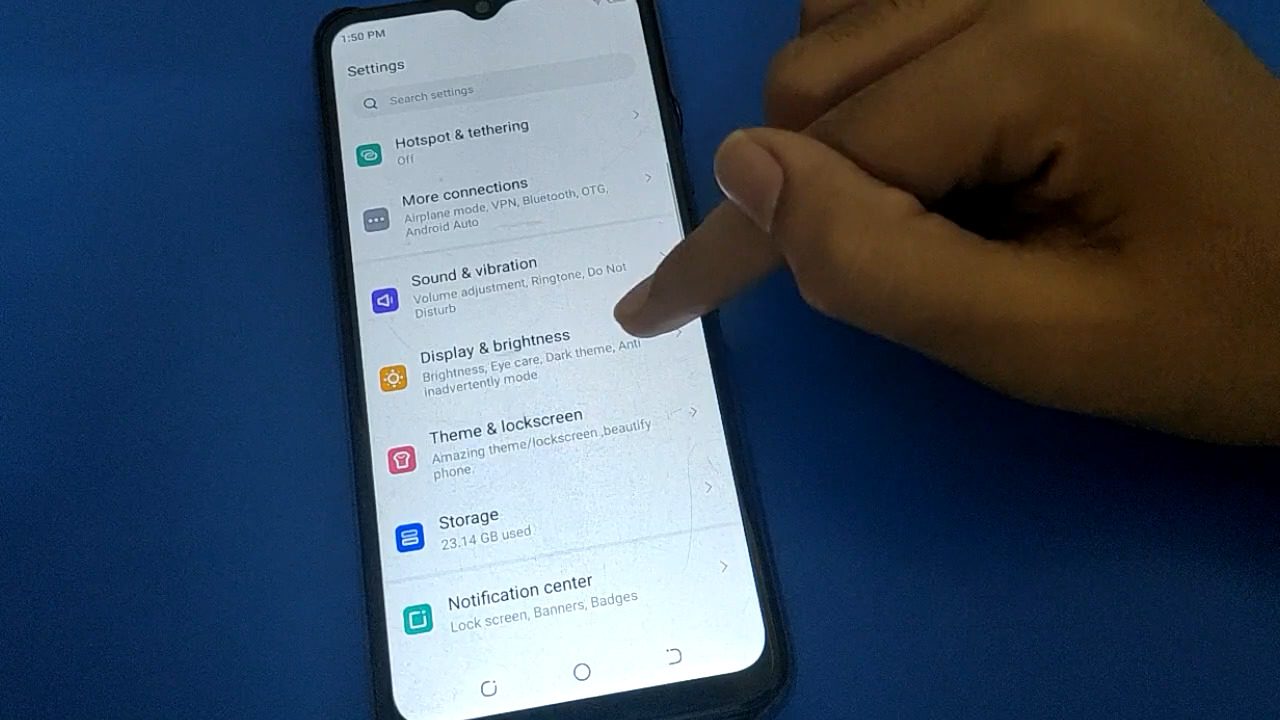 1:50 PM
Settings
Search settings
Hotspot & tethering
Off
More connections
Airplane mode, VPN, Bluetooth, OTG,
Android Auto
Sound & vibration
Volume adjustment, Ringtone, Do Not
Disturb
Display & brightness
Brightness, Eye care, Dark theme, Anti
inadvertently mode
Theme & lockscreen
Amazing theme/lockscreen ,beautify
phone.
Storage
23.14 GB used
Notification center
Lock screen, Banners, Badges